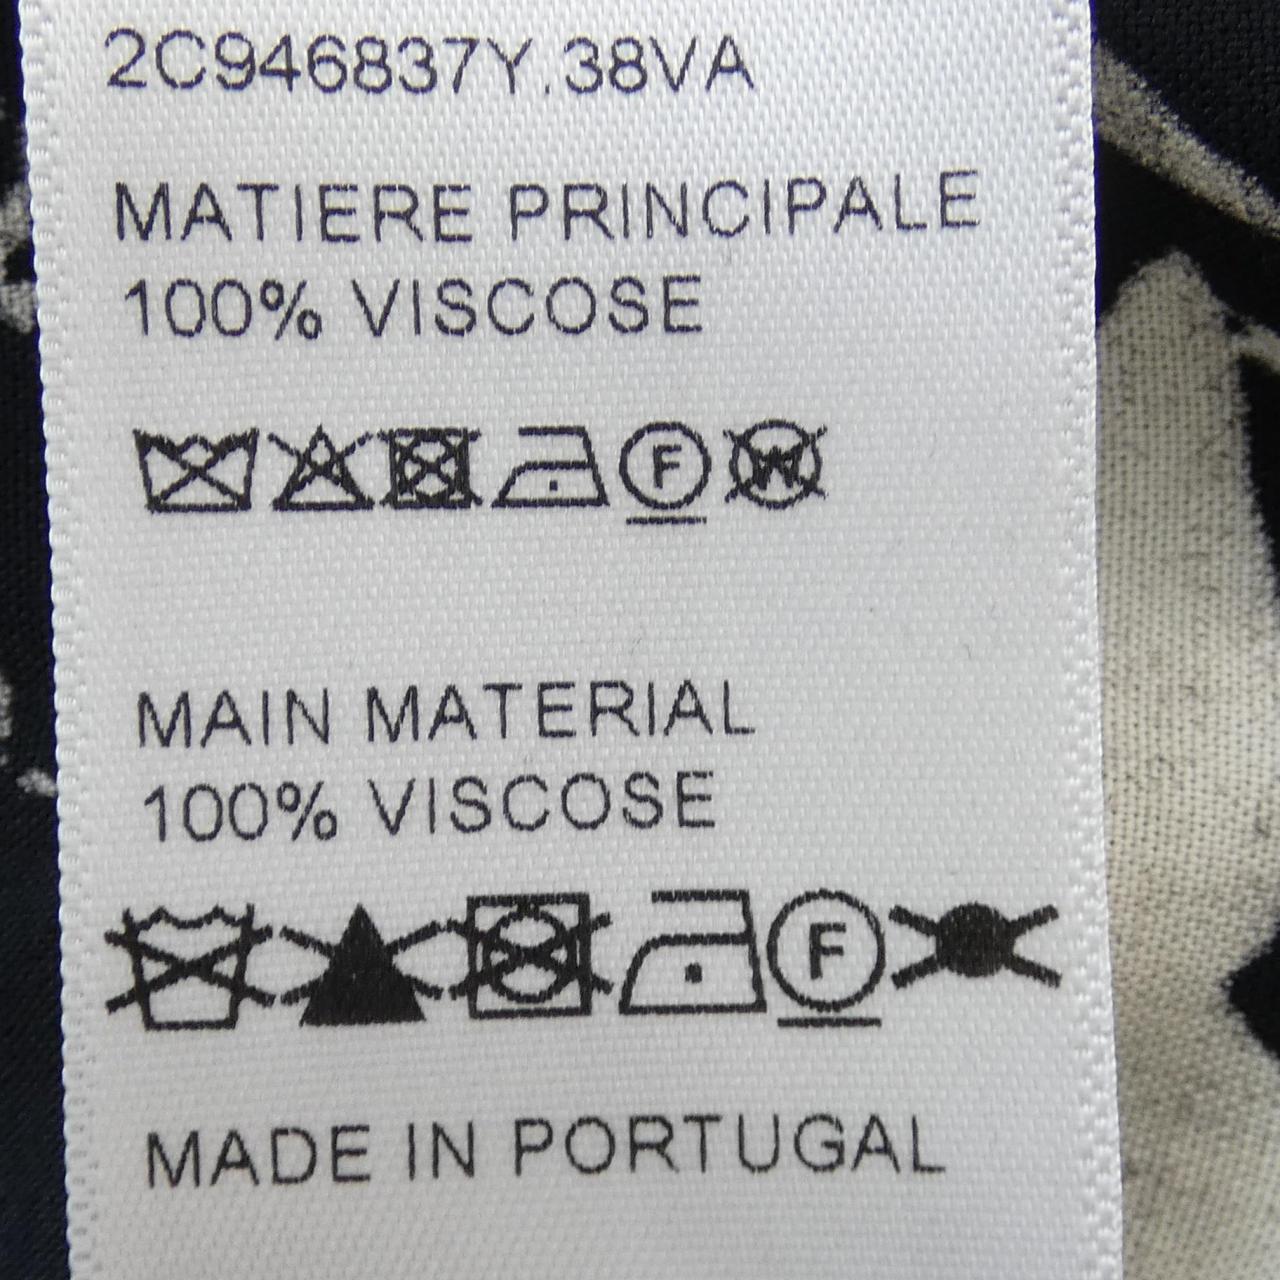 2C946837Y.38VA
MATIERE PRINCIPALE
100% VISCOSE
F W
MAIN MATERIAL
100% VISCOSE
F
MADE IN PORTUGAL